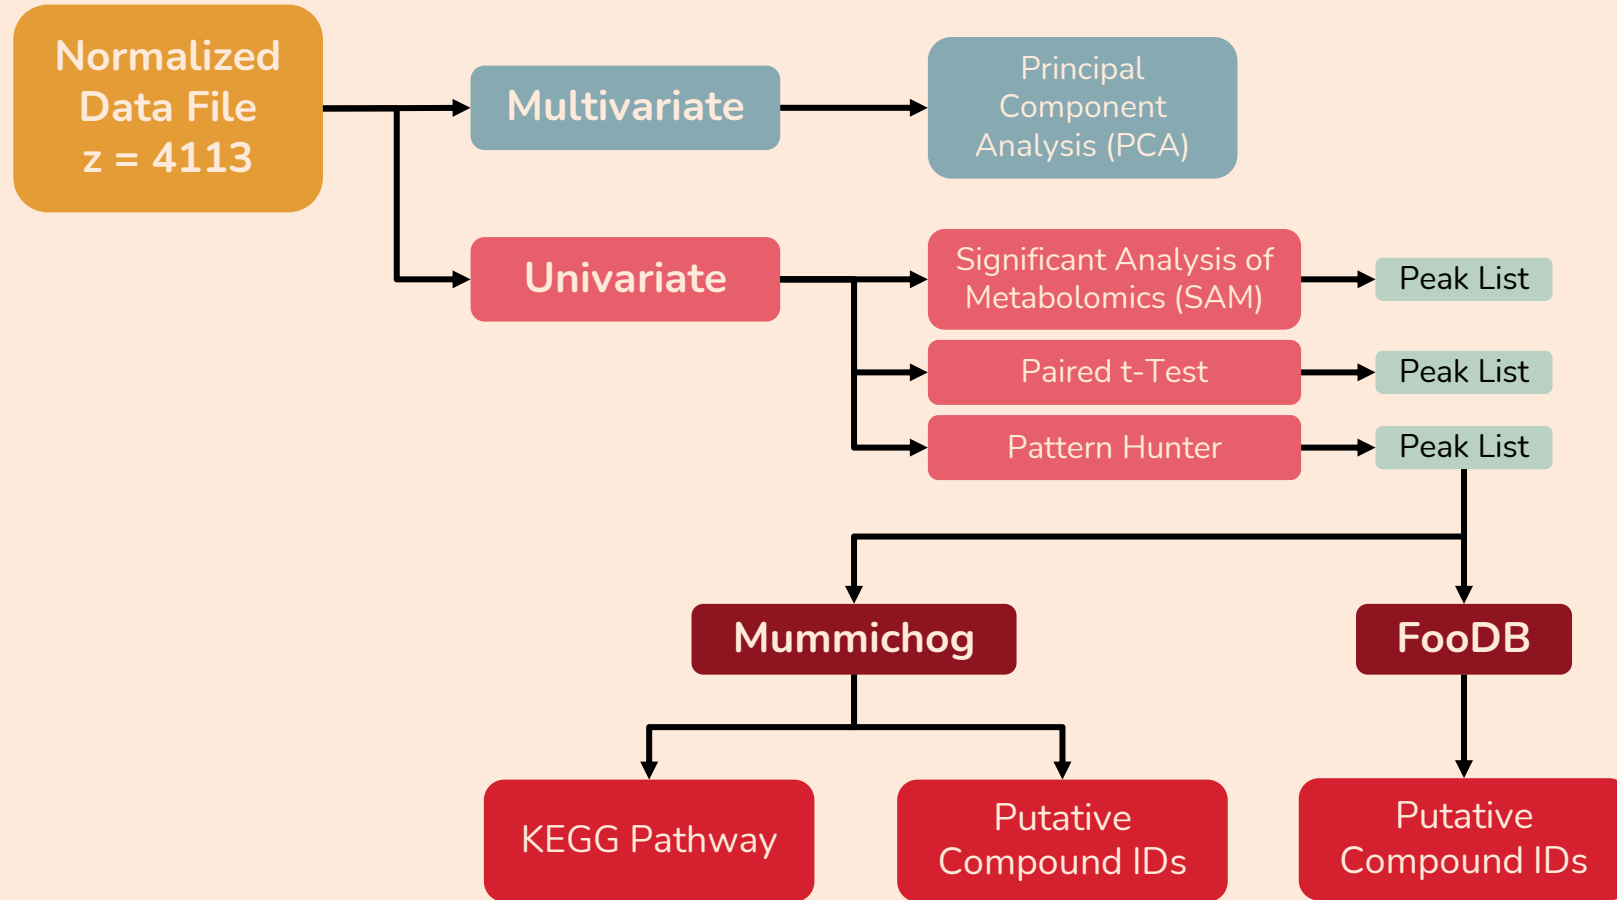 Normalized
Data File
z = 4113
Multivariate
Principal
Component
Analysis (PCA)
Univariate
Significant Analysis of
Metabolomics (SAM)
Peak List
Paired t-Test
Peak List
Pattern Hunter
Peak List
Mummichog
FooDB
KEGG Pathway
Putative
Compound IDs
Putative
Compound IDs